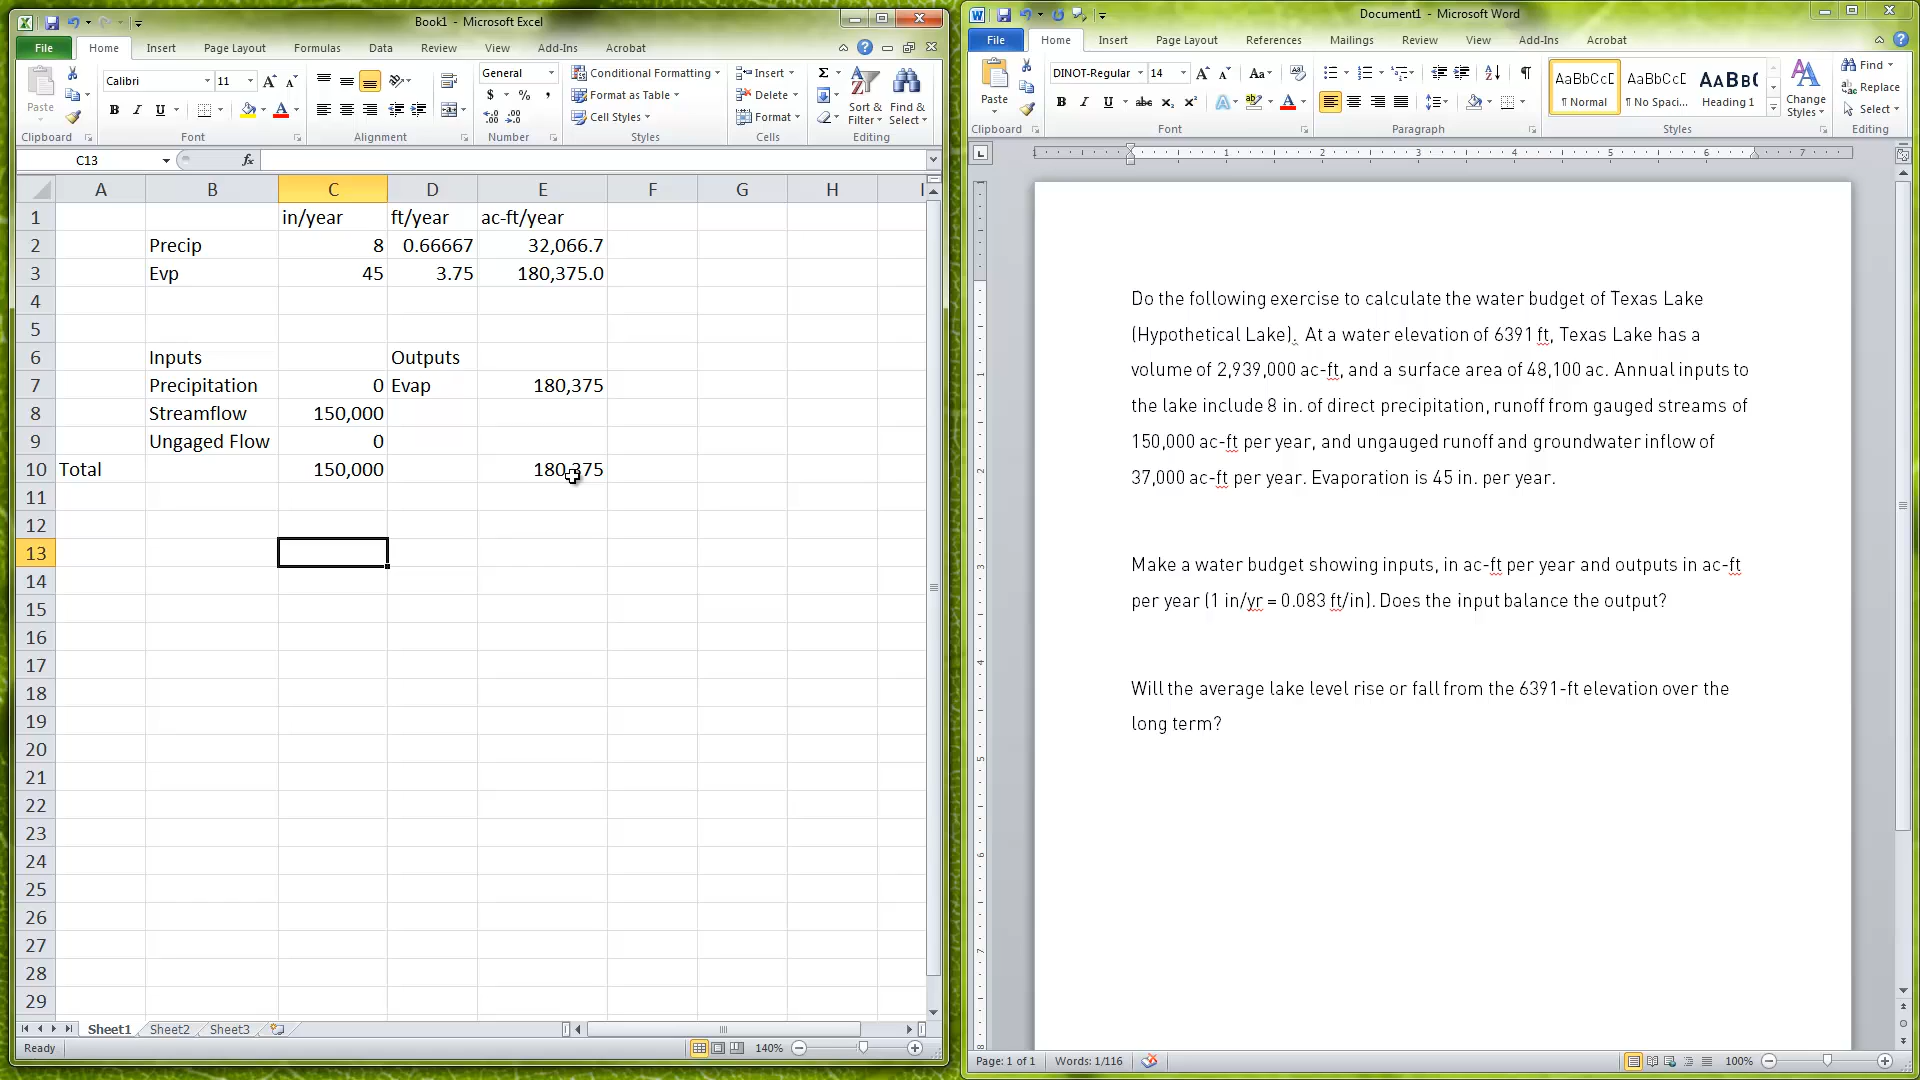 Book1 - Microsoft Excel
File Home Insert Page Layout Formulas Data Review View Add-Ins Acrobat
Paste
Calibri 11
General
Conditional Formatting
Format as Table
Cell Styles
Insert
Delete
Format
Sort & Filter
Find & Select
Clipboard Font Alignment Number Styles Cells Editing
C13 fx
A B C D E F G H I
1 in/year ft/year ac-ft/year
2 Precip 8 0.66667 32,066.7
3 Evp 45 3.75 180,375.0
4
5
6 Inputs Outputs
7 Precipitation 0 Evap 180,375
8 Streamflow 150,000
9 Ungaged Flow 0
10 Total 150,000 180,375
11
12
13
14
15
16
17
18
19
20
21
22
23
24
25
26
27
28
29
Sheet1 Sheet2 Sheet3
Ready 140%
Document1 - Microsoft Word
File Home Insert Page Layout References Mailings Review View Add-Ins Acrobat
Paste
DINOT-Regular 14
AaBbCcDc AaBbCcDc AaBbC
¶ Normal ¶ No Spaci... Heading 1
Change Styles
Find
Replace
Select
Clipboard Font Paragraph Styles Editing
1 1 2 3 4 5 6 7
Do the following exercise to calculate the water budget of Texas Lake
(Hypothetical Lake). At a water elevation of 6391 ft, Texas Lake has a
volume of 2,939,000 ac-ft, and a surface area of 48,100 ac. Annual inputs to
the lake include 8 in. of direct precipitation, runoff from gauged streams of
150,000 ac-ft per year, and ungauged runoff and groundwater inflow of
37,000 ac-ft per year. Evaporation is 45 in. per year.
Make a water budget showing inputs, in ac-ft per year and outputs in ac-ft
per year (1 in/yr = 0.083 ft/in). Does the input balance the output?
Will the average lake level rise or fall from the 6391-ft elevation over the
long term?
Page: 1 of 1 Words: 1/116 100%